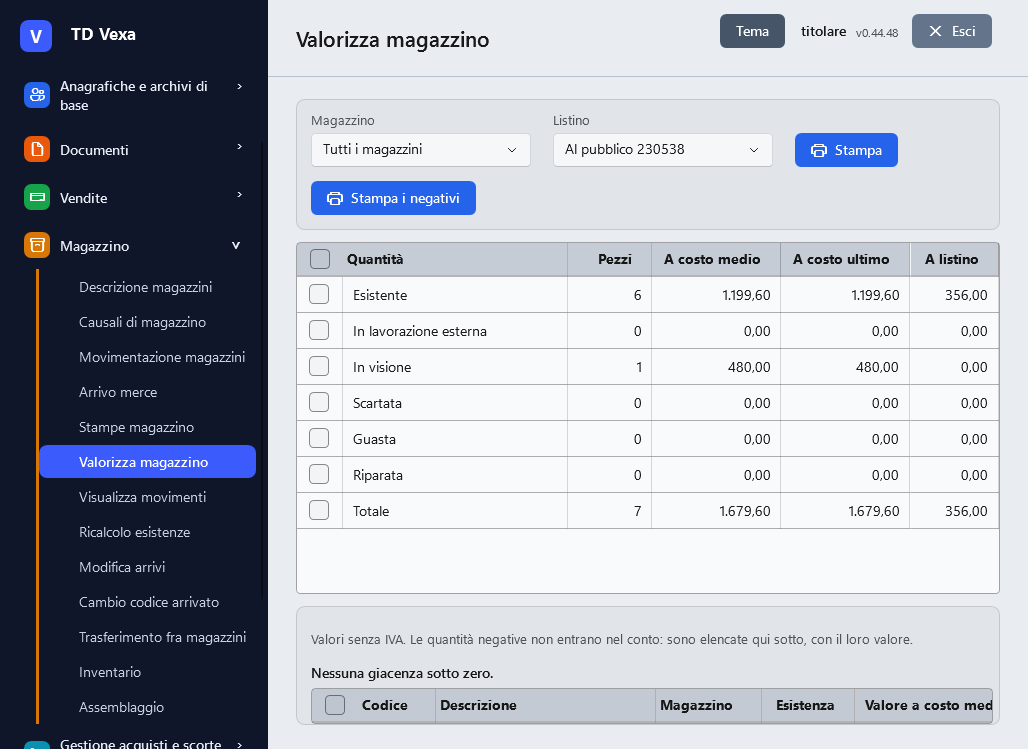 V TD Vexa
Anagrafiche e archivi di base
Documenti
Vendite
Magazzino
Descrizione magazzini
Causali di magazzino
Movimentazione magazzini
Arrivo merce
Stampe magazzino
Valorizza magazzino
Visualizza movimenti
Ricalcolo esistenze
Modifica arrivi
Cambio codice arrivato
Trasferimento fra magazzini
Inventario
Assemblaggio
Gestione acquisti e scorte
Valorizza magazzino
Tema titolare v0.44.48 Esci
Magazzino Listino
Tutti i magazzini Al pubblico 230538 Stampa
Stampa i negativi
Quantità Pezzi A costo medio A costo ultimo A listino
Esistente 6 1.199,60 1.199,60 356,00
In lavorazione esterna 0 0,00 0,00 0,00
In visione 1 480,00 480,00 0,00
Scartata 0 0,00 0,00 0,00
Guasta 0 0,00 0,00 0,00
Riparata 0 0,00 0,00 0,00
Totale 7 1.679,60 1.679,60 356,00
Valori senza IVA. Le quantità negative non entrano nel conto: sono elencate qui sotto, con il loro valore.
Nessuna giacenza sotto zero.
Codice Descrizione Magazzino Esistenza Valore a costo med